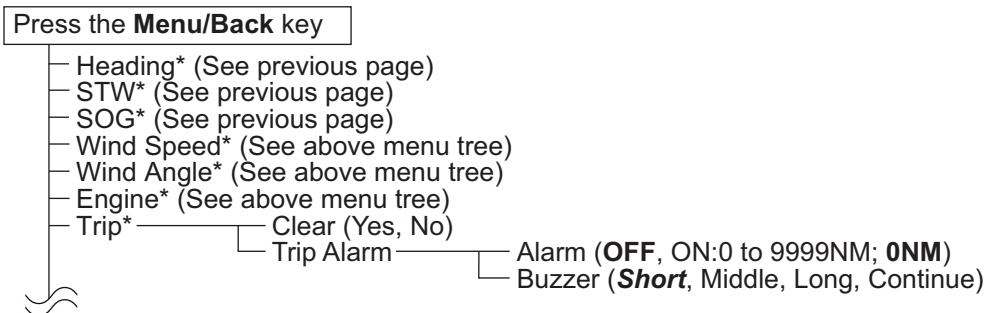 Press the Menu/Back key
Heading* (See previous page)
STW* (See previous page)
SOG* (See previous page)
Wind Speed* (See above menu tree)
Wind Angle* (See above menu tree)
Engine* (See above menu tree)
Trip* Clear (Yes, No)
Trip Alarm Alarm (OFF, ON:0 to 9999NM; 0NM)
Buzzer (Short, Middle, Long, Continue)